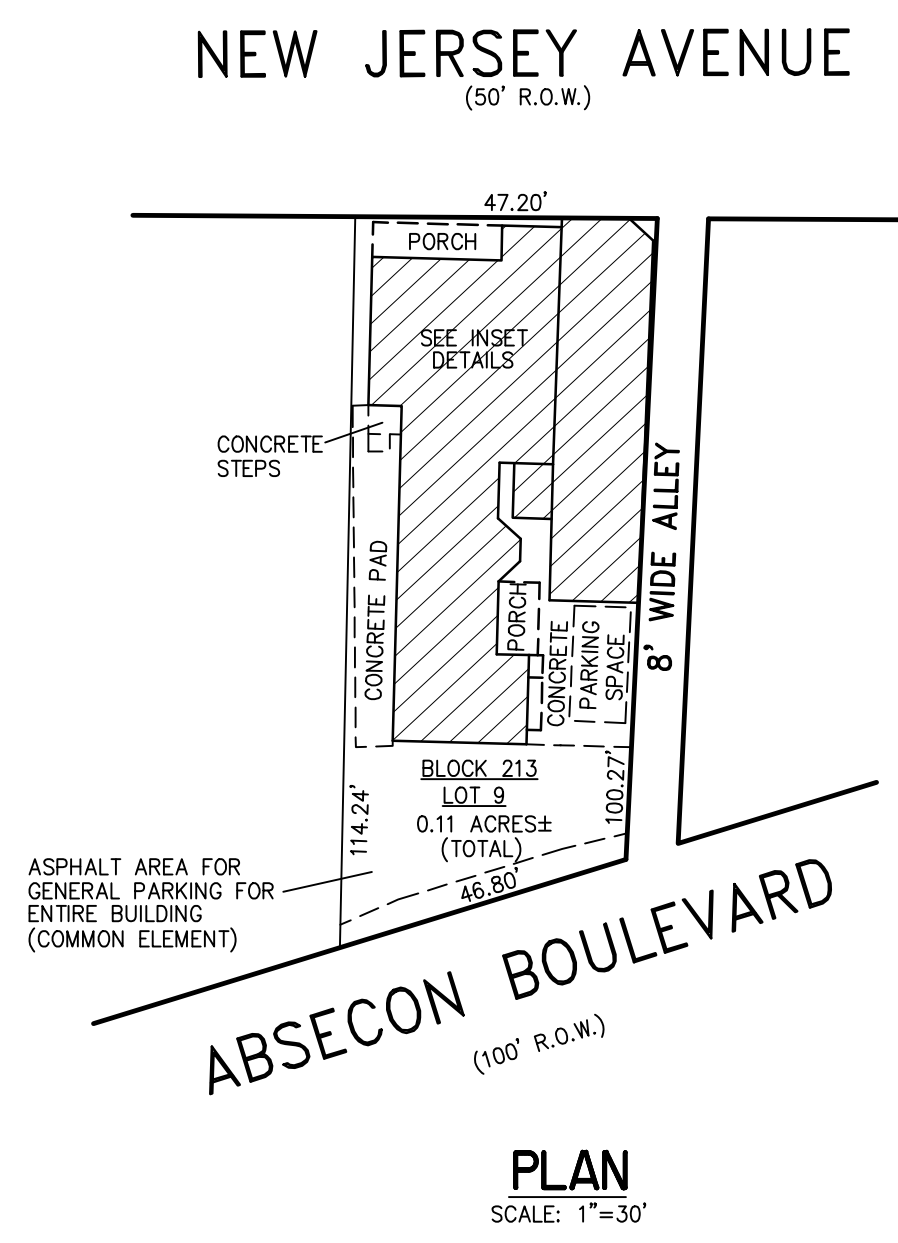 NEW JERSEY AVENUE
(50' R.O.W.)
47.20'
PORCH
SEE INSET
DETAILS
CONCRETE
STEPS
CONCRETE PAD
PORCH
CONCRETE
PARKING
SPACE
8' WIDE ALLEY
BLOCK 213
LOT 9
0.11 ACRES±
(TOTAL)
114.24'
100.27'
46.80'
ASPHALT AREA FOR
GENERAL PARKING FOR
ENTIRE BUILDING
(COMMON ELEMENT)
ABSECON BOULEVARD
(100' R.O.W.)
PLAN
SCALE: 1"=30'